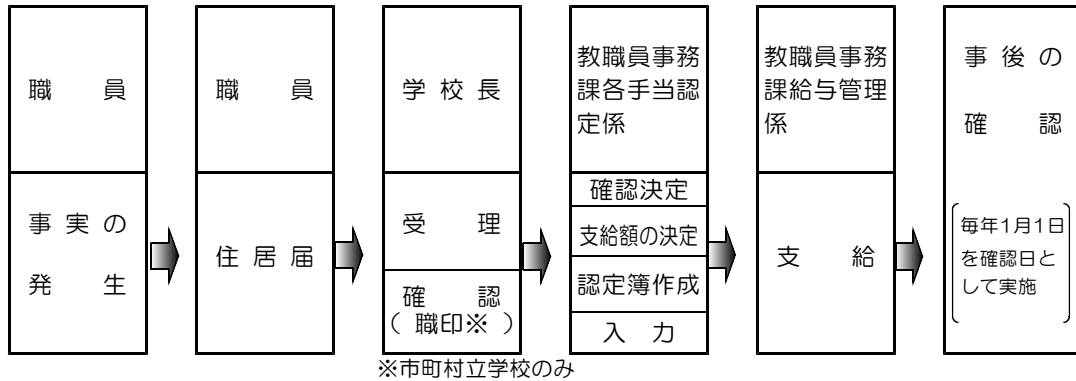 職員
事実の
発生
職員
住居届
学校長
受理
確認
(職印※)
※市町村立学校のみ
教職員事務
課各手当認
定係
確認決定
支給額の決定
認定簿作成
入力
教職員事務
課給与管理
係
支給
事後の
確認
毎年1月1日
を確認日と
して実施